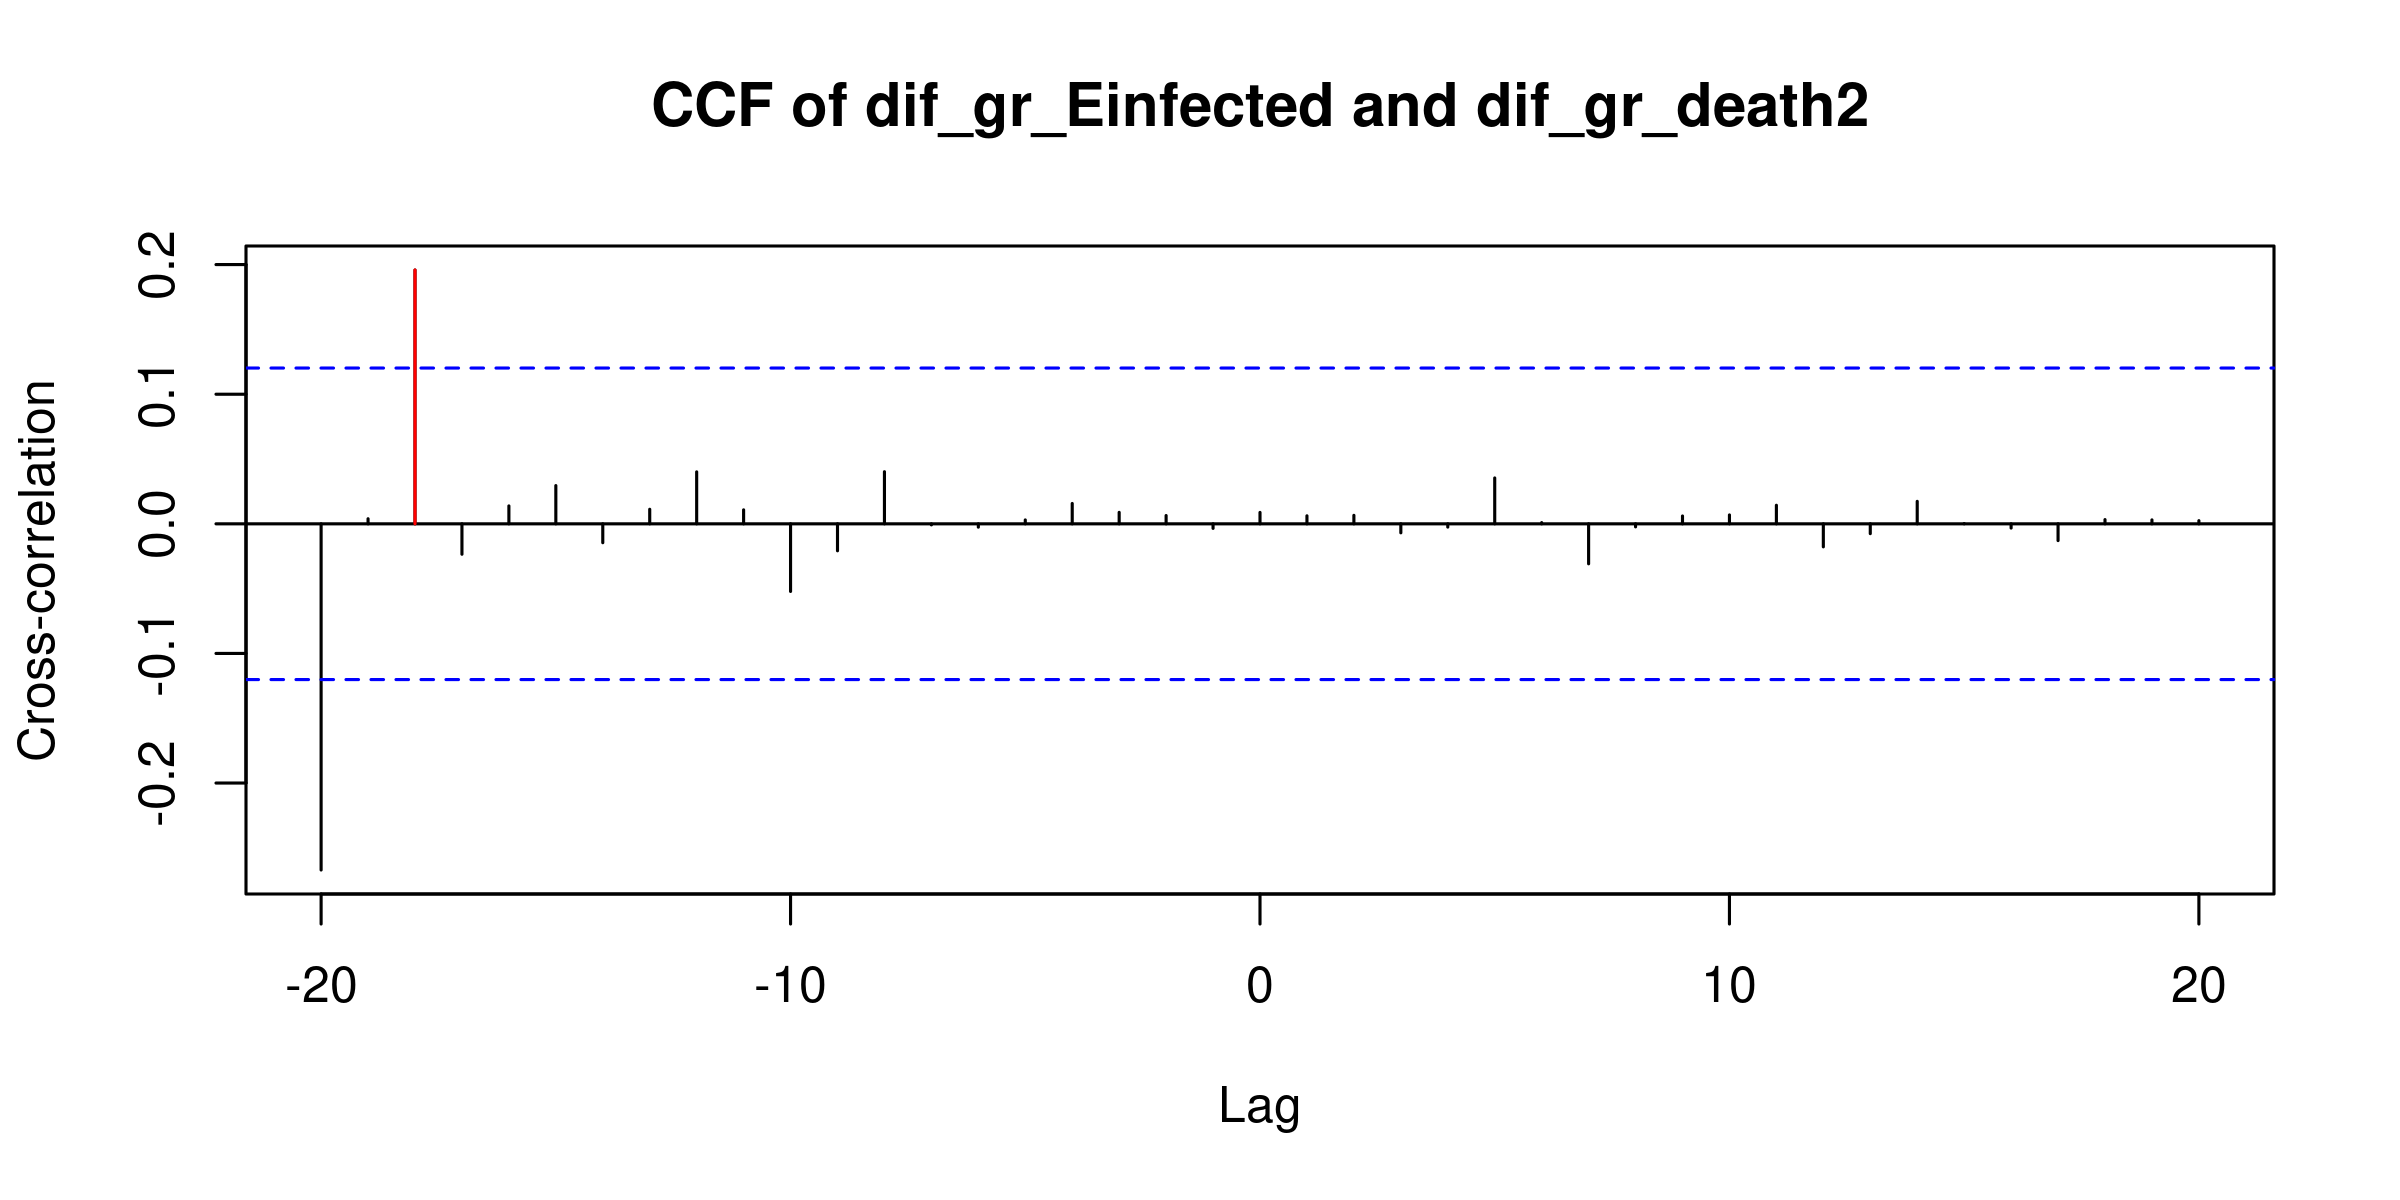 CCF of dif_gr_Einfected and dif_gr_death2
Cross-correlation
0.2
0.1
0.0
-0.1
-0.2
-20 -10 0 10 20
Lag